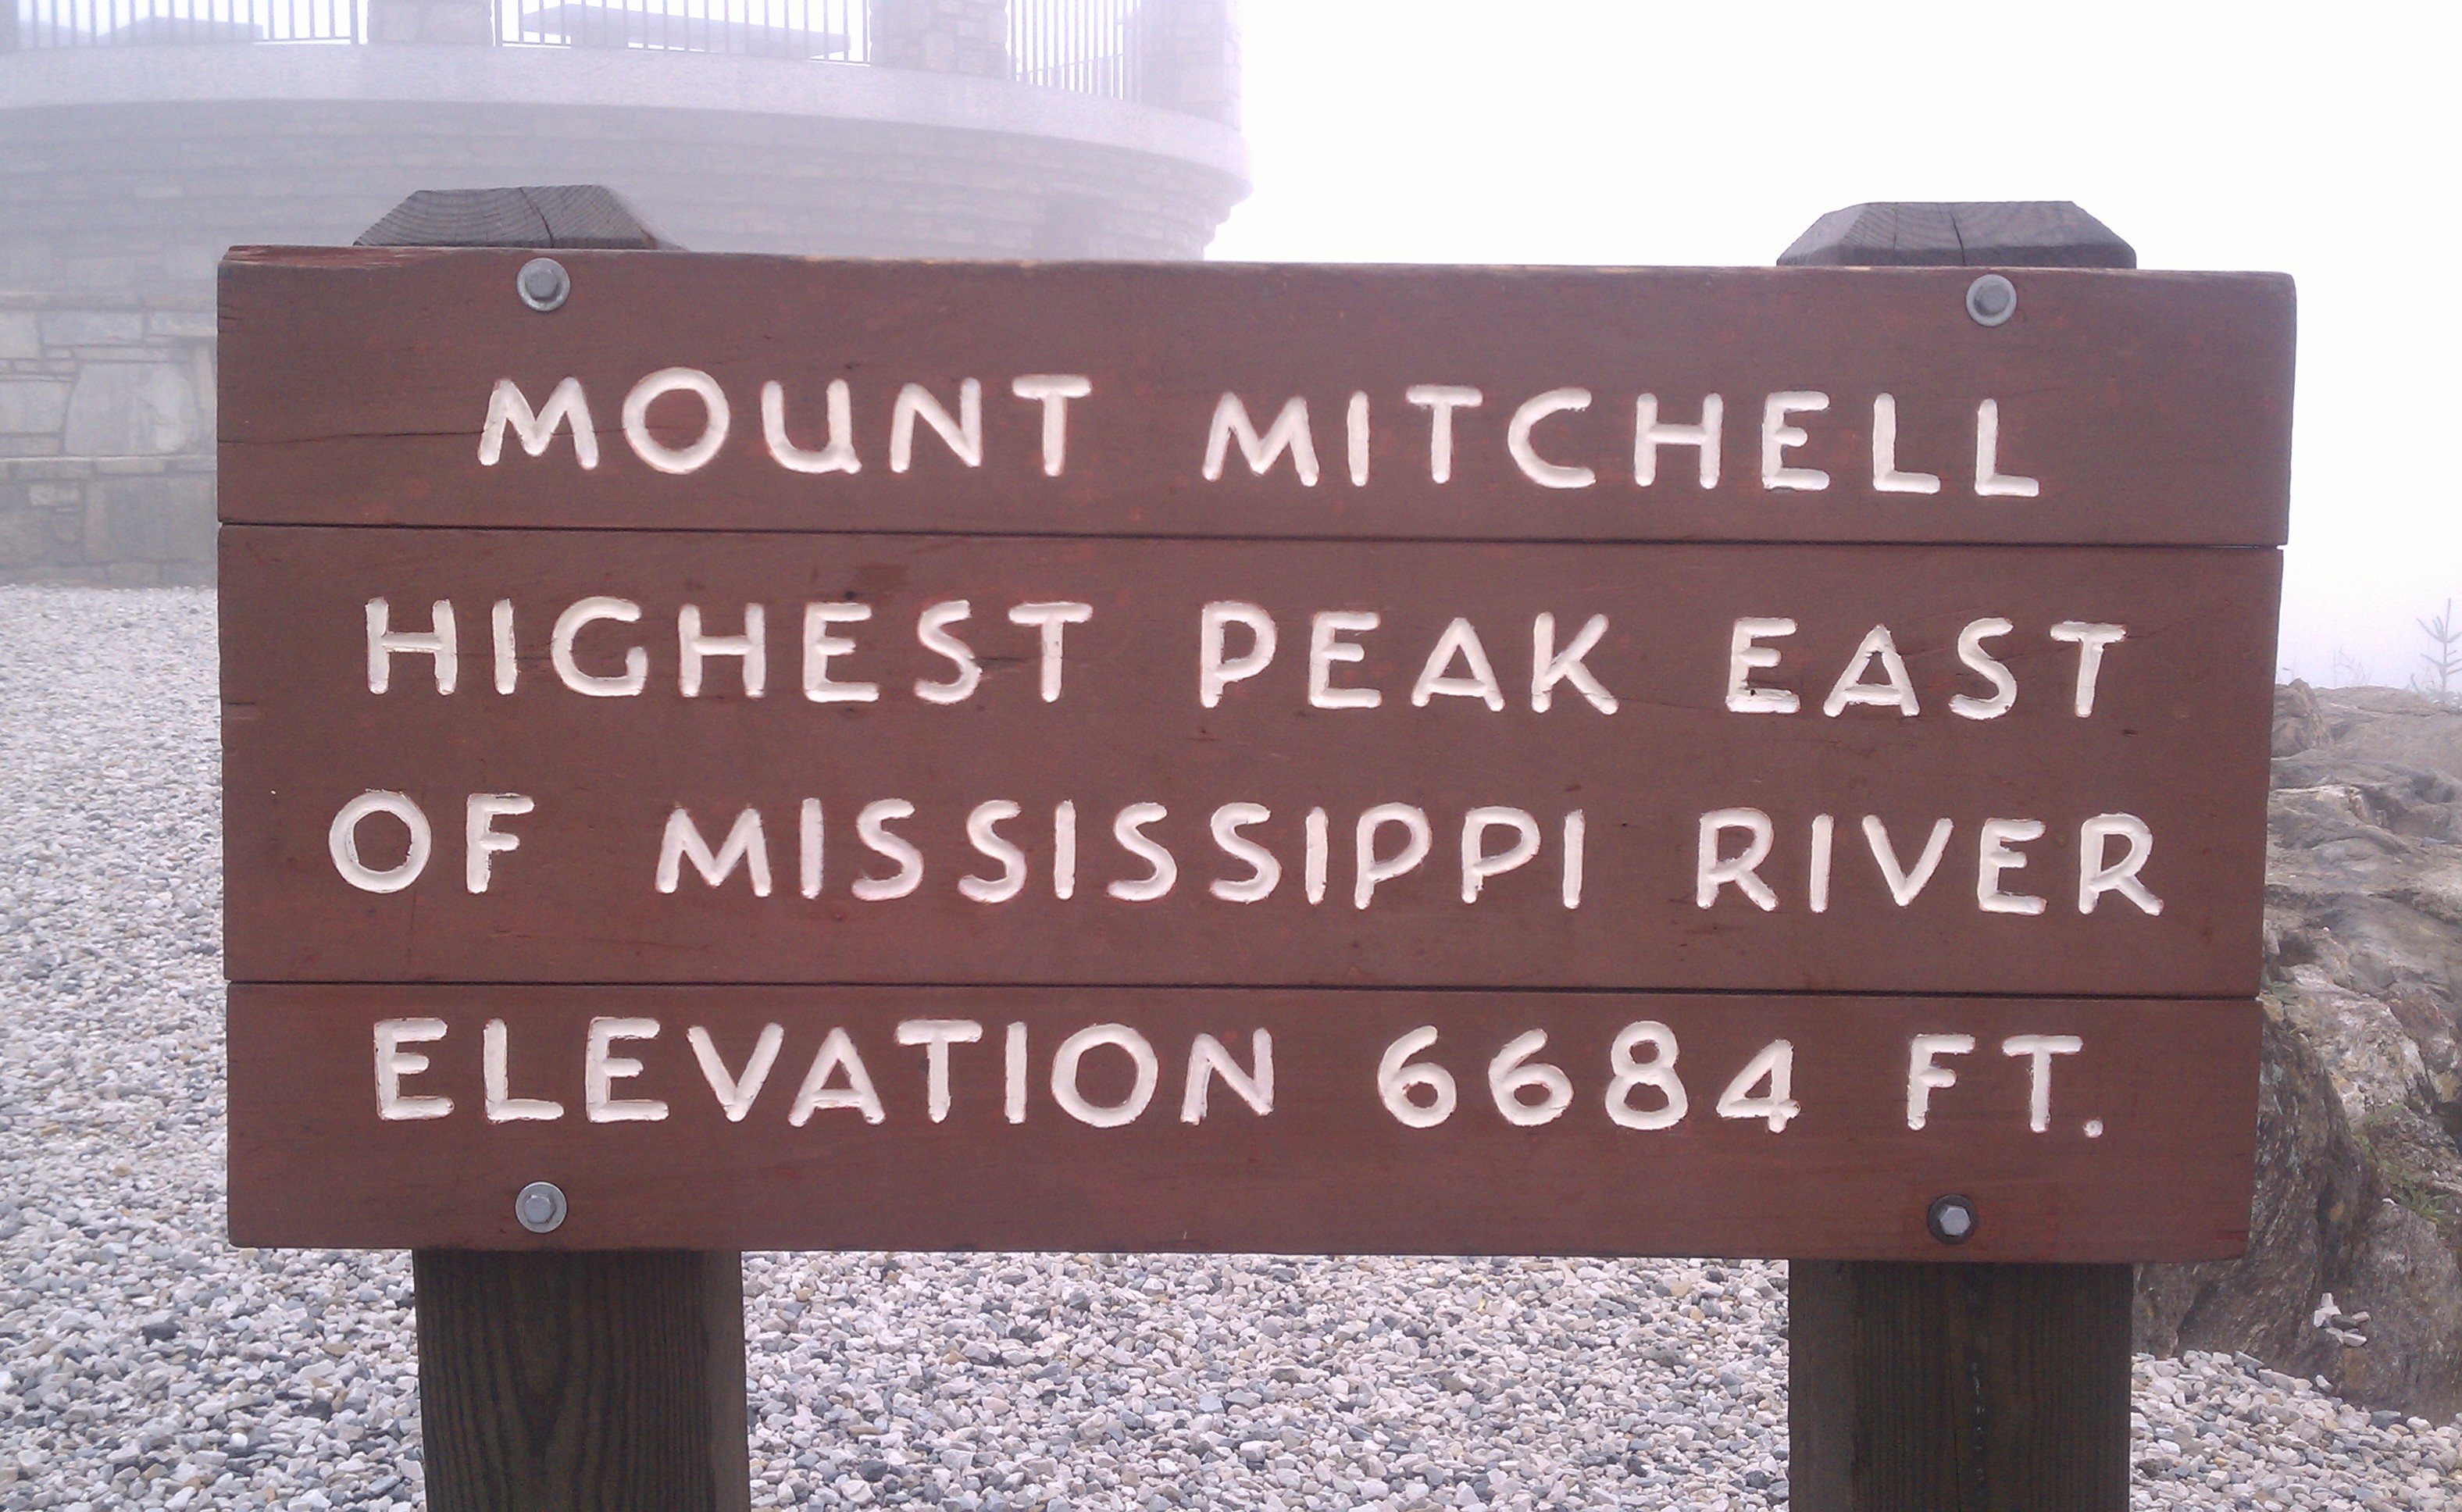 MOUNT MITCHELL
HIGHEST PEAK EAST
OF MISSISSIPPI RIVER
ELEVATION 6684 FT.